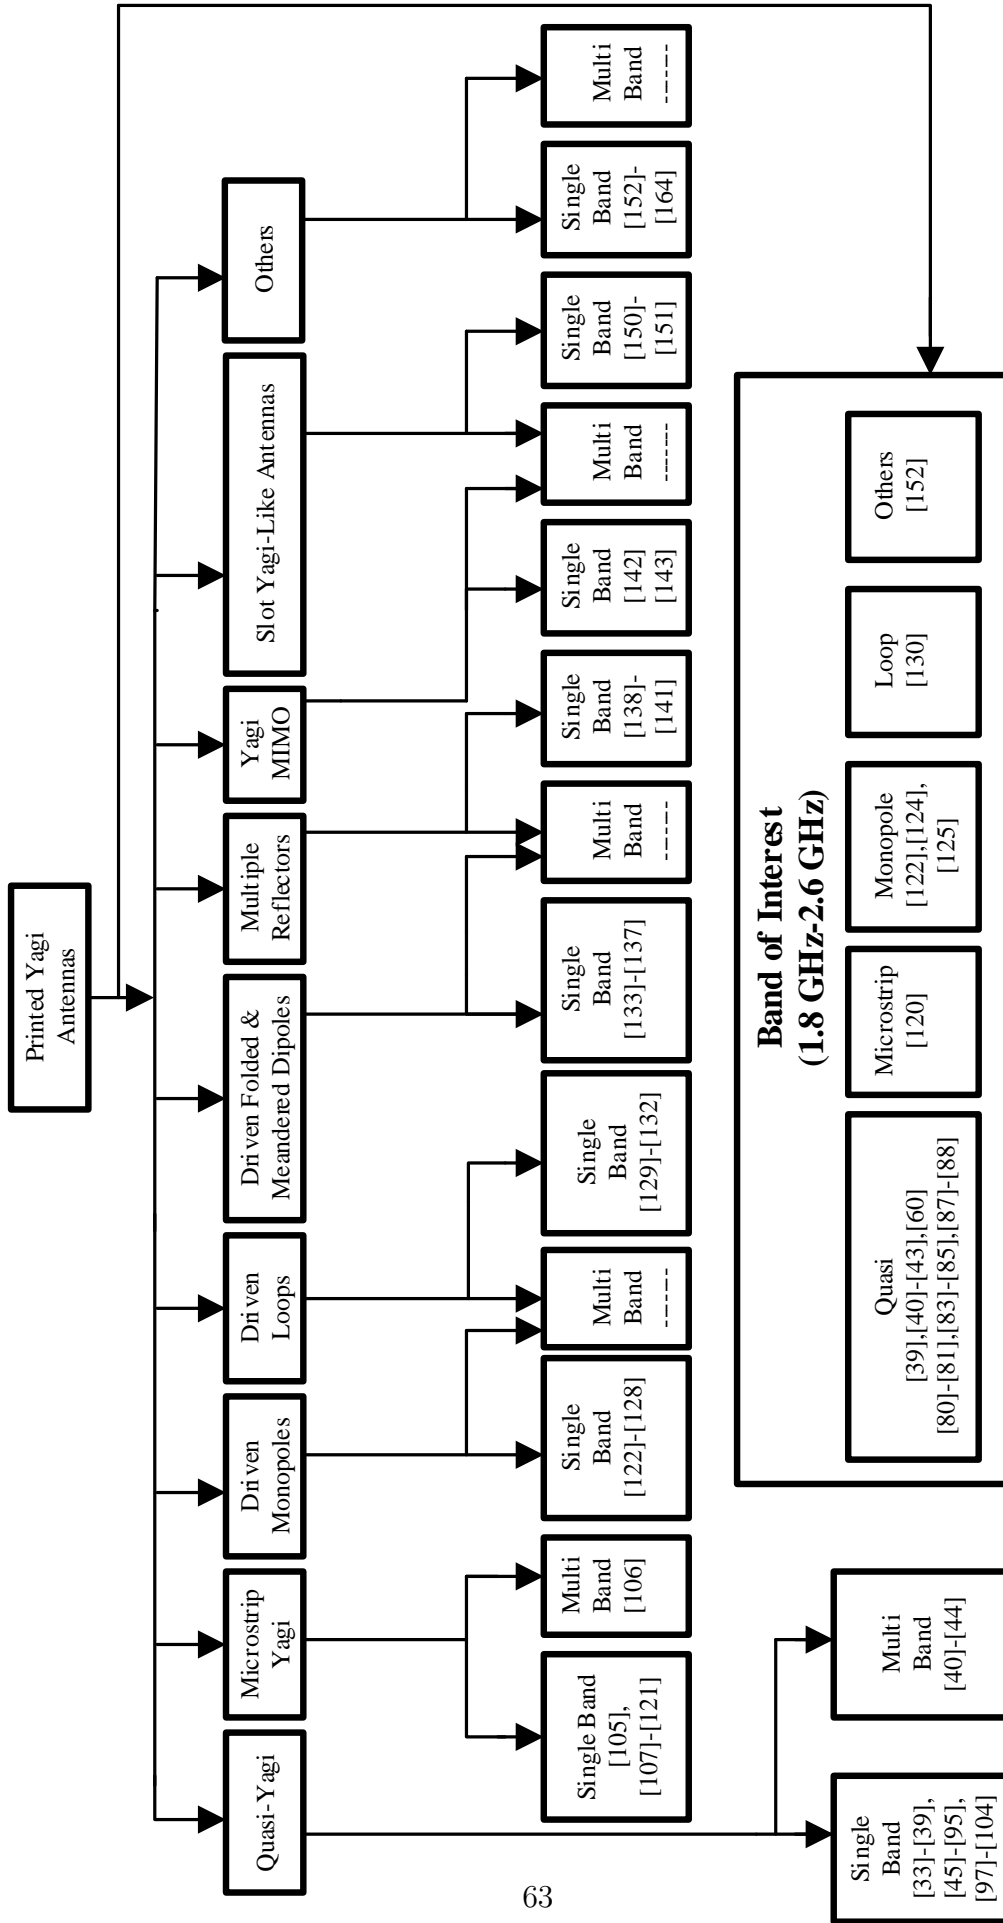 Printed Yagi
Antennas
Quasi-Yagi
Microstrip
Yagi
Driven
Monopoles
Driven
Loops
Driven Folded &
Meandered Dipoles
Multiple
Reflectors
Yagi
MIMO
Slot Yagi-Like Antennas
Others
Single Band
[105],
[107]-[121]
Multi
Band
[106]
Single
Band
[122]-[128]
Multi
Band
------
Single
Band
[129]-[132]
Single
Band
[133]-[137]
Multi
Band
------
Single
Band
[138]-
[141]
Single
Band
[142]
[143]
Multi
Band
------
Single
Band
[150]-
[151]
Single
Band
[152]-
[164]
Multi
Band
------
Single
Band
[33]-[39],
[45]-[95],
[97]-[104]
Multi
Band
[40]-[44]
Band of Interest
(1.8 GHz-2.6 GHz)
Quasi
[39],[40]-[43],[60]
[80]-[81],[83]-[85],[87]-[88]
Microstrip
[120]
Monopole
[122],[124],
[125]
Loop
[130]
Others
[152]
63